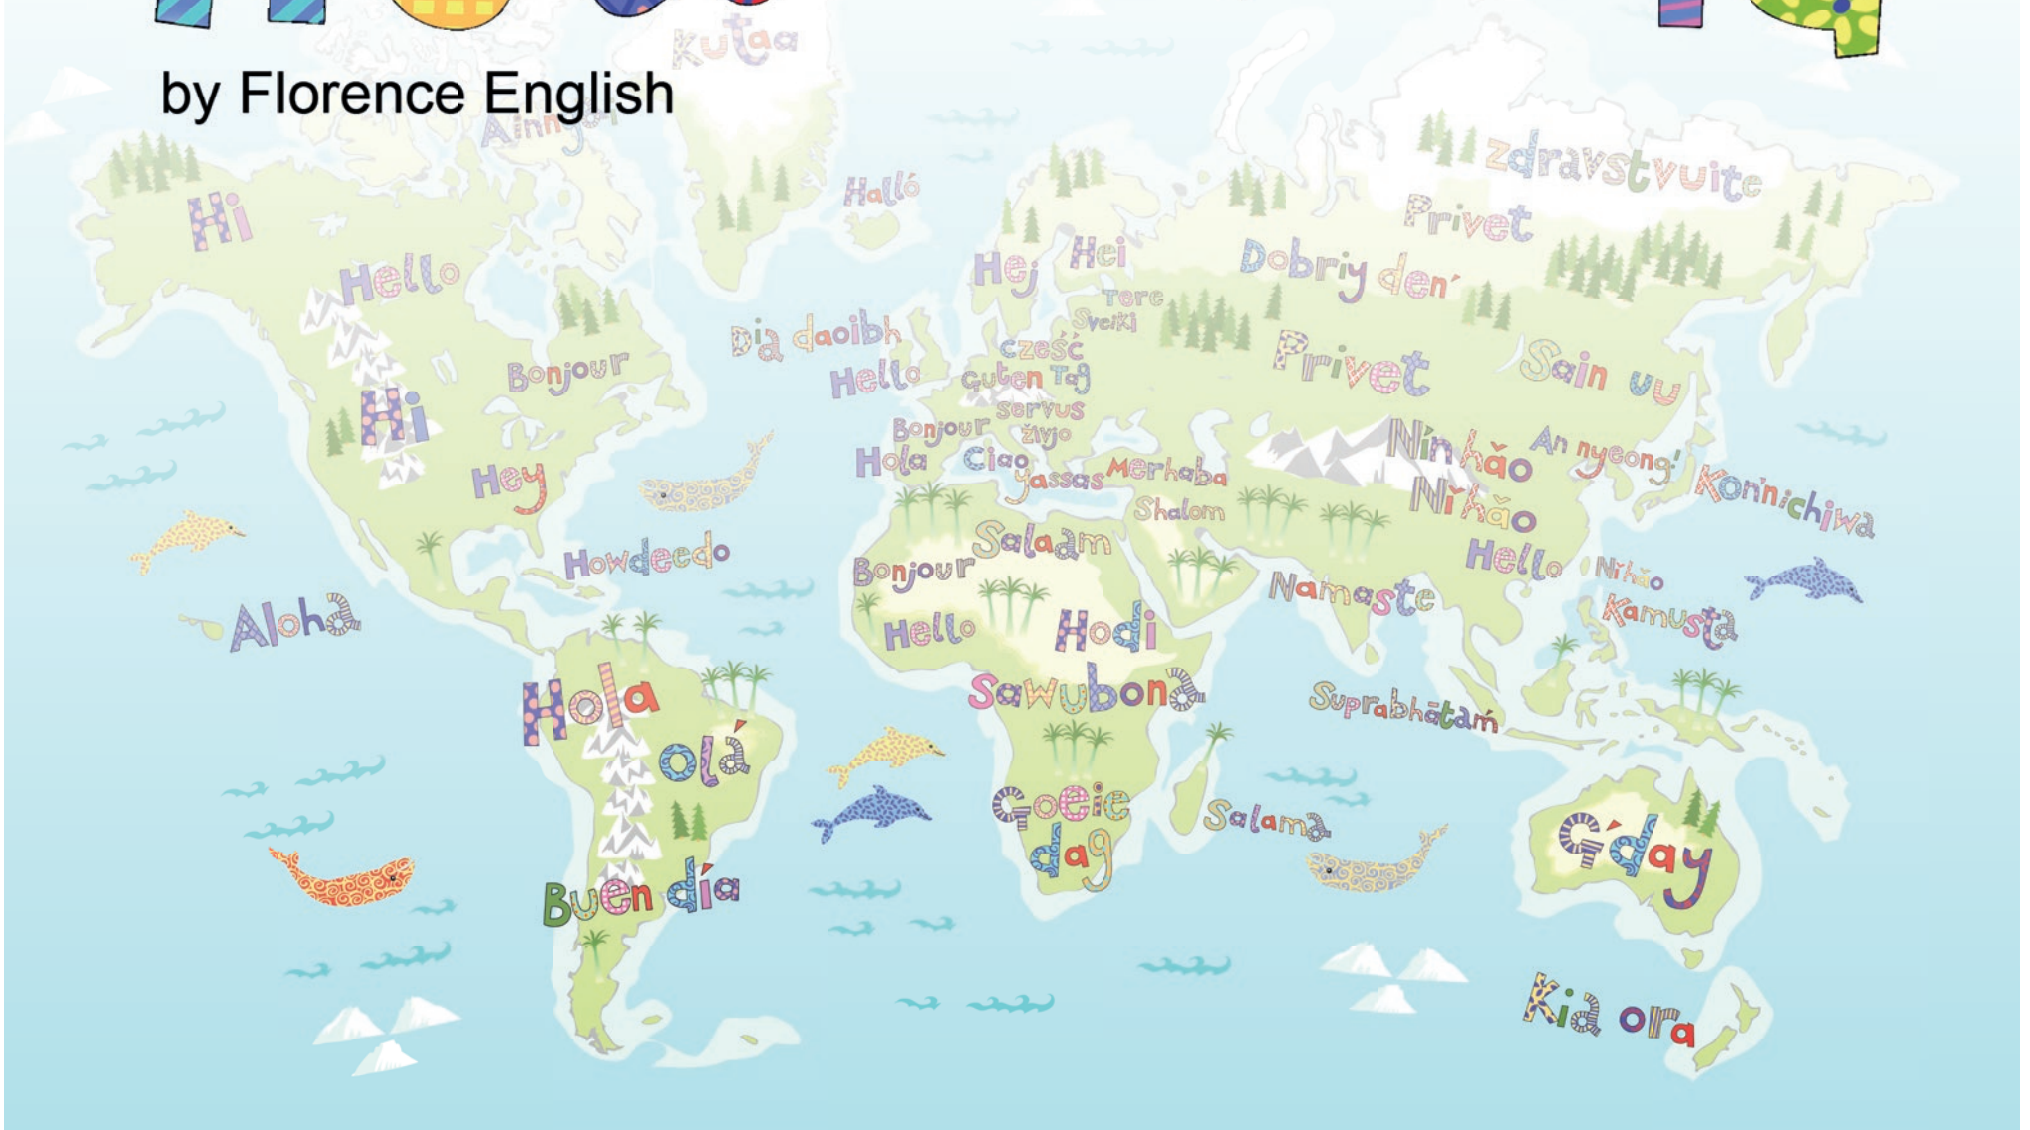 by Florence English
Kutaa
Halló
zdravstvuite
Privet
Hi
Hello
Hej
Hei
Dobriy den'
Tere
Sveiki
Dia daoibh
Hello
cześć
Guten Tag
servus
živjo
Privet
Sain uu
Bonjour
Hi
Hey
Bonjour
Hola
Ciao
Yassas
Merhaba
Shalom
Nín hǎo
Nǐ hǎo
An nyeong!
Konnichiwa
Howdeedo
Salaam
Bonjour
Hello
Hodi
Namaste
Hello
Nǐ hǎo
Kamusta
Aloha
Hola
olá
Sawubona
Suprabhātaṁ
Goeie
dag
Salama
G'day
Buen día
Kia ora